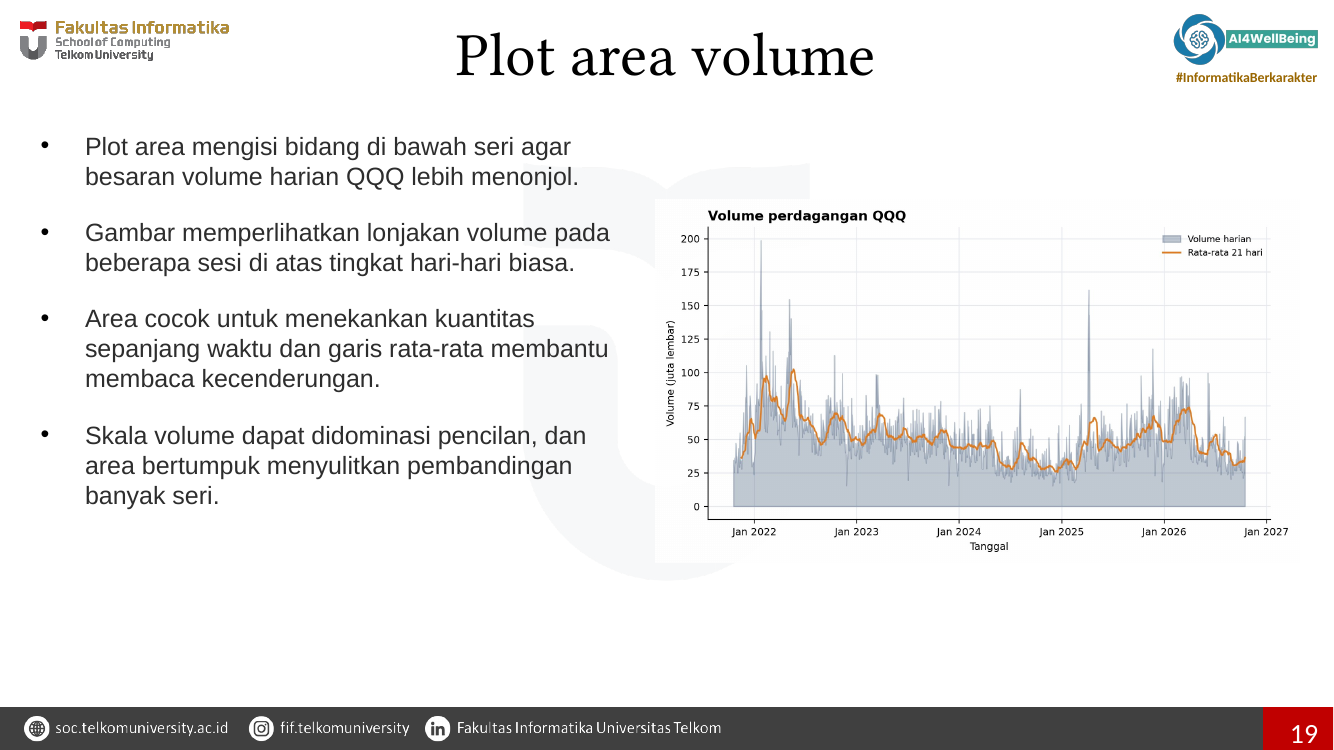 Fakultas Informatika
School of Computing
Telkom University
Plot area volume
AI4WellBeing
#InformatikaBerkarakter
• Plot area mengisi bidang di bawah seri agar
besaran volume harian QQQ lebih menonjol.
• Gambar memperlihatkan lonjakan volume pada
beberapa sesi di atas tingkat hari-hari biasa.
• Area cocok untuk menekankan kuantitas
sepanjang waktu dan garis rata-rata membantu
membaca kecenderungan.
• Skala volume dapat didominasi pencilan, dan
area bertumpuk menyulitkan pembandingan
banyak seri.
Volume perdagangan QQQ
Volume harian
Rata-rata 21 hari
Volume (juta lembar)
200
175
150
125
100
75
50
25
0
Jan 2022 Jan 2023 Jan 2024 Jan 2025 Jan 2026 Jan 2027
Tanggal
soc.telkomuniversity.ac.id fif.telkomuniversity Fakultas Informatika Universitas Telkom
19